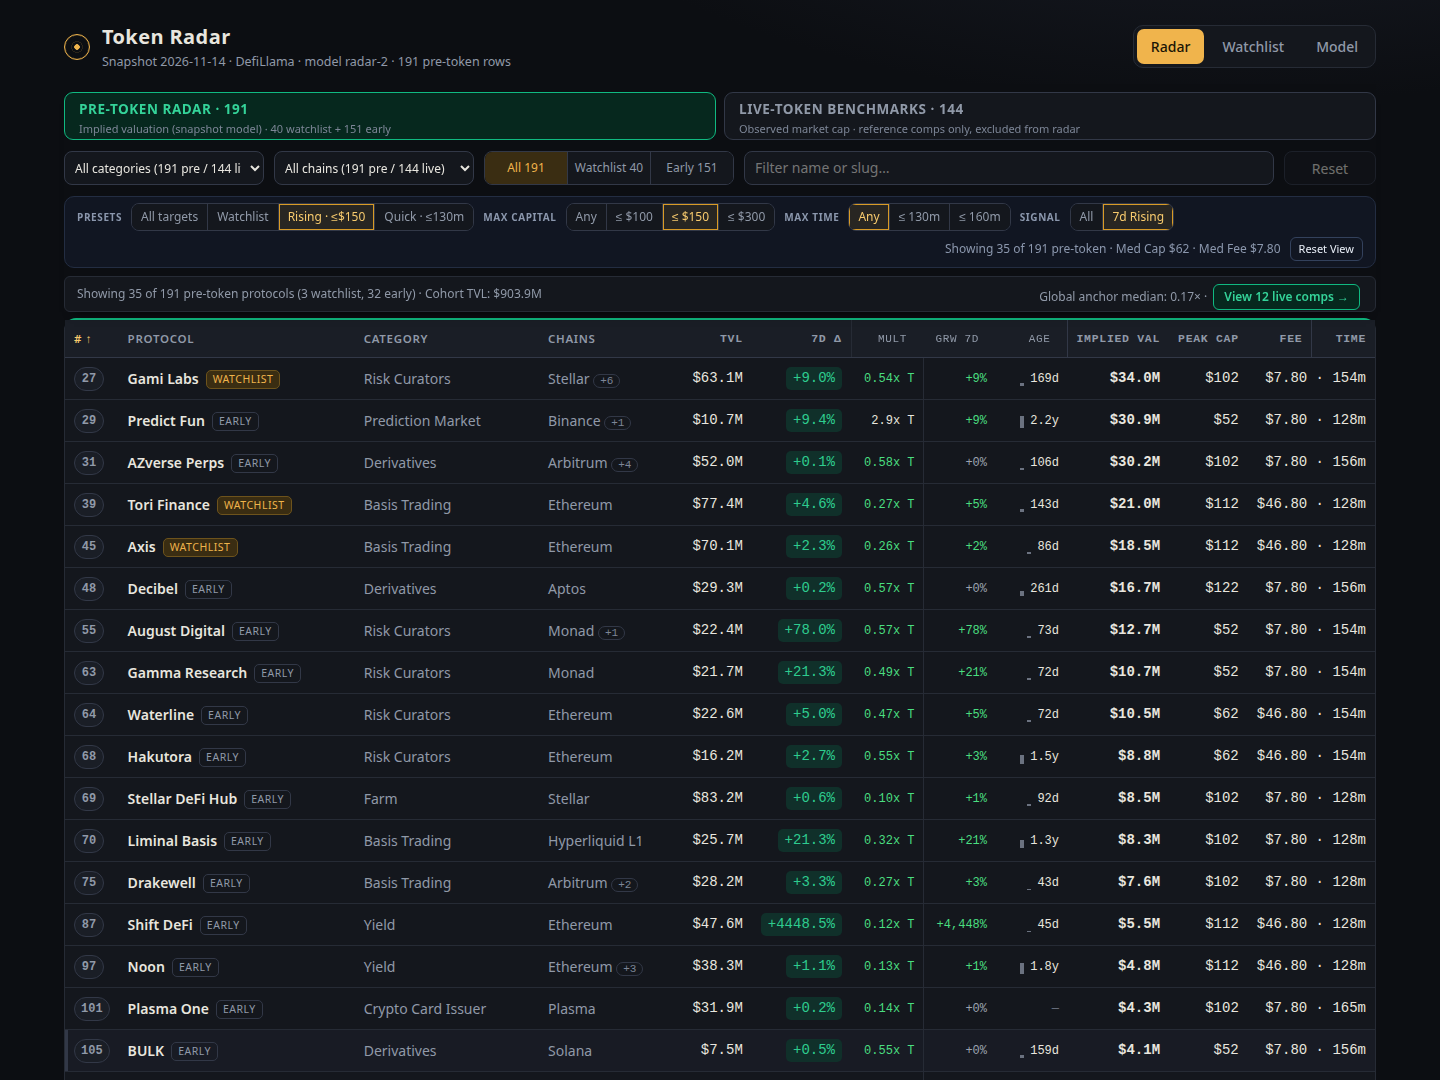 Token Radar
Snapshot 2026-11-14 · DefiLlama · model radar-2 · 191 pre-token rows
Radar Watchlist Model
PRE-TOKEN RADAR · 191
Implied valuation (snapshot model) · 40 watchlist + 151 early
LIVE-TOKEN BENCHMARKS · 144
Observed market cap · reference comps only, excluded from radar
All categories (191 pre / 144 li All chains (191 pre / 144 live) All 191 Watchlist 40 Early 151 Filter name or slug… Reset
PRESETS All targets Watchlist Rising · ≤$150 Quick · ≤130m MAX CAPITAL Any ≤ $100 ≤ $150 ≤ $300 MAX TIME Any ≤ 130m ≤ 160m SIGNAL All 7d Rising
Showing 35 of 191 pre-token · Med Cap $62 · Med Fee $7.80 Reset View
Showing 35 of 191 pre-token protocols (3 watchlist, 32 early) · Cohort TVL: $903.9M Global anchor median: 0.17× · View 12 live comps →
# ↑ PROTOCOL CATEGORY CHAINS TVL 7D Δ MULT GRW 7D AGE IMPLIED VAL PEAK CAP FEE TIME
27 Gami Labs WATCHLIST Risk Curators Stellar +6 $63.1M +9.0% 0.54x T +9% 169d $34.0M $102 $7.80 · 154m
29 Predict Fun EARLY Prediction Market Binance +1 $10.7M +9.4% 2.9x T +9% 2.2y $30.9M $52 $7.80 · 128m
31 AZverse Perps EARLY Derivatives Arbitrum +4 $52.0M +0.1% 0.58x T +0% 106d $30.2M $102 $7.80 · 156m
39 Tori Finance WATCHLIST Basis Trading Ethereum $77.4M +4.6% 0.27x T +5% 143d $21.0M $112 $46.80 · 128m
45 Axis WATCHLIST Basis Trading Ethereum $70.1M +2.3% 0.26x T +2% 86d $18.5M $112 $46.80 · 128m
48 Decibel EARLY Derivatives Aptos $29.3M +0.2% 0.57x T +0% 261d $16.7M $122 $7.80 · 156m
55 August Digital EARLY Risk Curators Monad +1 $22.4M +78.0% 0.57x T +78% 73d $12.7M $52 $7.80 · 154m
63 Gamma Research EARLY Risk Curators Monad $21.7M +21.3% 0.49x T +21% 72d $10.7M $52 $7.80 · 154m
64 Waterline EARLY Risk Curators Ethereum $22.6M +5.0% 0.47x T +5% 72d $10.5M $62 $46.80 · 154m
68 Hakutora EARLY Risk Curators Ethereum $16.2M +2.7% 0.55x T +3% 1.5y $8.8M $62 $46.80 · 154m
69 Stellar DeFi Hub EARLY Farm Stellar $83.2M +0.6% 0.10x T +1% 92d $8.5M $102 $7.80 · 128m
70 Liminal Basis EARLY Basis Trading Hyperliquid L1 $25.7M +21.3% 0.32x T +21% 1.3y $8.3M $102 $7.80 · 128m
75 Drakewell EARLY Basis Trading Arbitrum +2 $28.2M +3.3% 0.27x T +3% 43d $7.6M $102 $7.80 · 128m
87 Shift DeFi EARLY Yield Ethereum $47.6M +4448.5% 0.12x T +4,448% 45d $5.5M $112 $46.80 · 128m
97 Noon EARLY Yield Ethereum +3 $38.3M +1.1% 0.13x T +1% 1.8y $4.8M $112 $46.80 · 128m
101 Plasma One EARLY Crypto Card Issuer Plasma $31.9M +0.2% 0.14x T +0% — $4.3M $102 $7.80 · 165m
105 BULK EARLY Derivatives Solana $7.5M +0.5% 0.55x T +0% 159d $4.1M $52 $7.80 · 156m